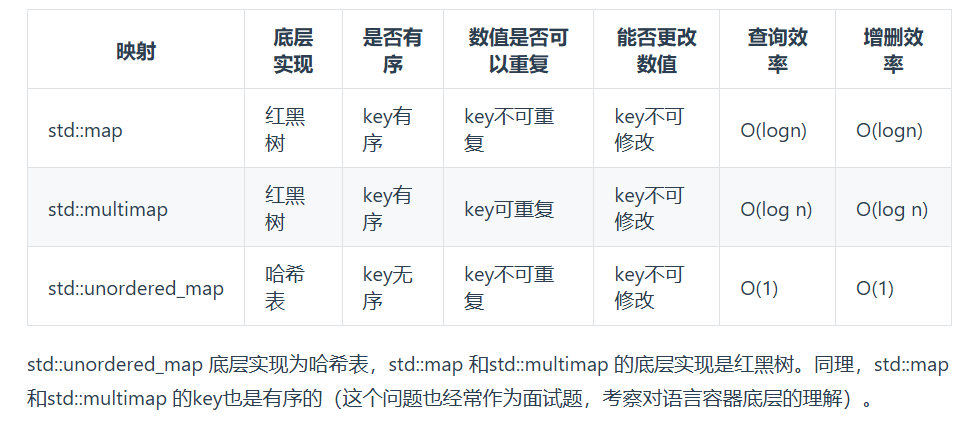 映射 底层实现 是否有序 数值是否可以重复 能否更改数值 查询效率 增删效率
std::map 红黑树 key有序 key不可重复 key不可修改 O(logn) O(logn)
std::multimap 红黑树 key有序 key可重复 key不可修改 O(log n) O(log n)
std::unordered_map 哈希表 key无序 key不可重复 key不可修改 O(1) O(1)
std::unordered_map 底层实现为哈希表，std::map 和std::multimap 的底层实现是红黑树。同理，std::map
和std::multimap 的key也是有序的（这个问题也经常作为面试题，考察对语言容器底层的理解）。